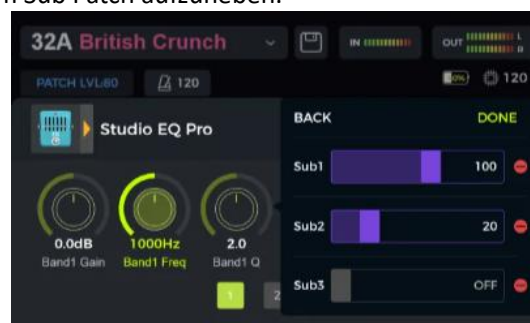 n Sub Patch aufzuheben.
32A British Crunch
IN
OUT
L
R
PATCH LVL:80
120
0%
120
Studio EQ Pro
BACK
DONE
Sub1
100
Sub2
20
Sub3
OFF
0.0dB
1000Hz
2.0
Band1 Gain
Band1 Freq
Band1 Q
1
2